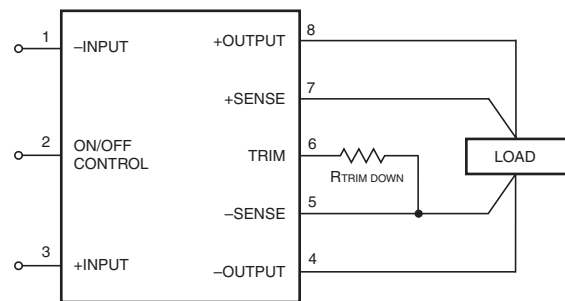 1
–INPUT
2
ON/OFF
CONTROL
3
+INPUT
+OUTPUT
8
+SENSE
7
TRIM
6
RTRIM DOWN
–SENSE
5
–OUTPUT
4
LOAD